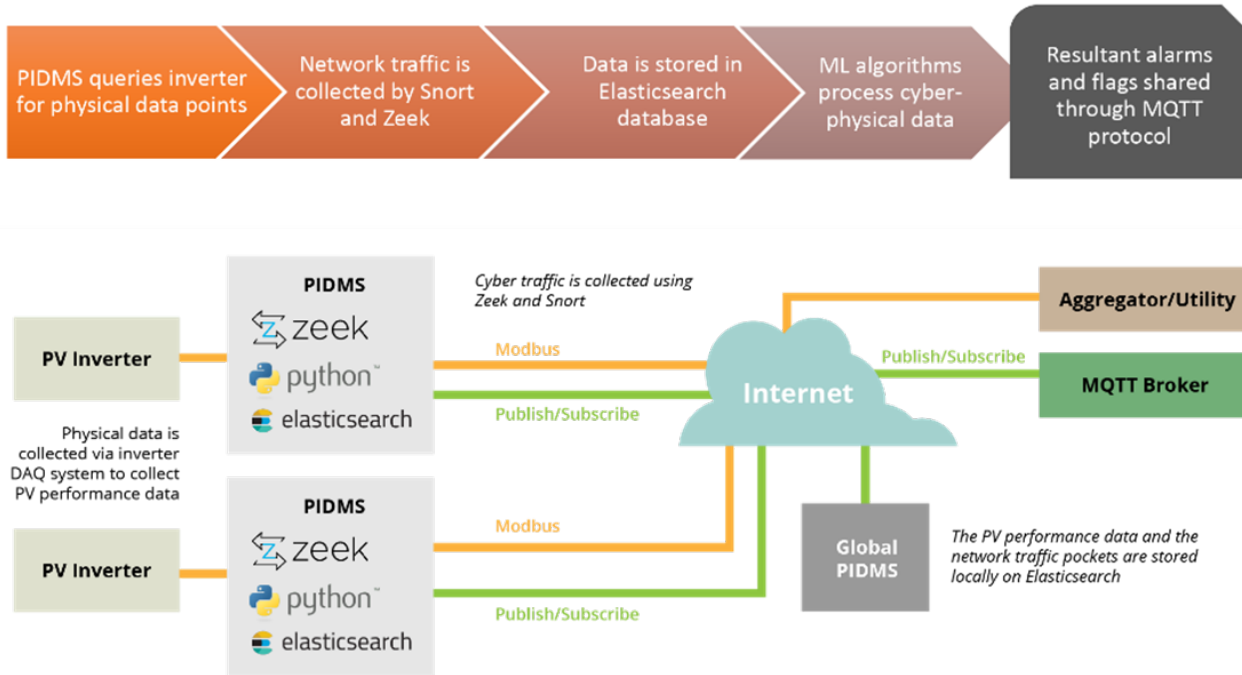 PIDMS queries inverter
for physical data points
Network traffic is
collected by Snort
and Zeek
Data is stored in
Elasticsearch
database
ML algorithms
process cyber-
physical data
Resultant alarms
and flags shared
through MQTT
protocol
PV Inverter
Physical data is
collected via inverter
DAQ system to collect
PV performance data
PV Inverter
PIDMS
zeek
python™
elasticsearch
PIDMS
zeek
python™
elasticsearch
Cyber traffic is collected using
Zeek and Snort
Modbus
Publish/Subscribe
Modbus
Publish/Subscribe
Internet
Publish/Subscribe
Aggregator/Utility
MQTT Broker
Global
PIDMS
The PV performance data and the
network traffic pockets are stored
locally on Elasticsearch